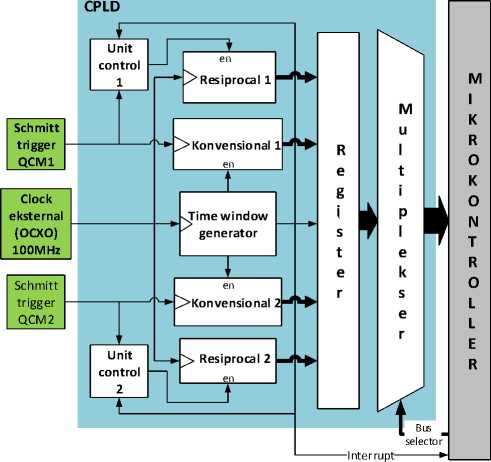 CPLD
Unit
control
1
en
Resiprocal 1
Schmitt
trigger
QCM1
Konvensional 1
en
Clock
eksternal
(OCXO)
100MHz
Time window
generator
Schmitt
trigger
QCM2
en
Konvensional 2
Unit
control
2
Resiprocal 2
en
Register
Multiplekser
MIKROKONTROLLER
Bus
selector
Interrupt